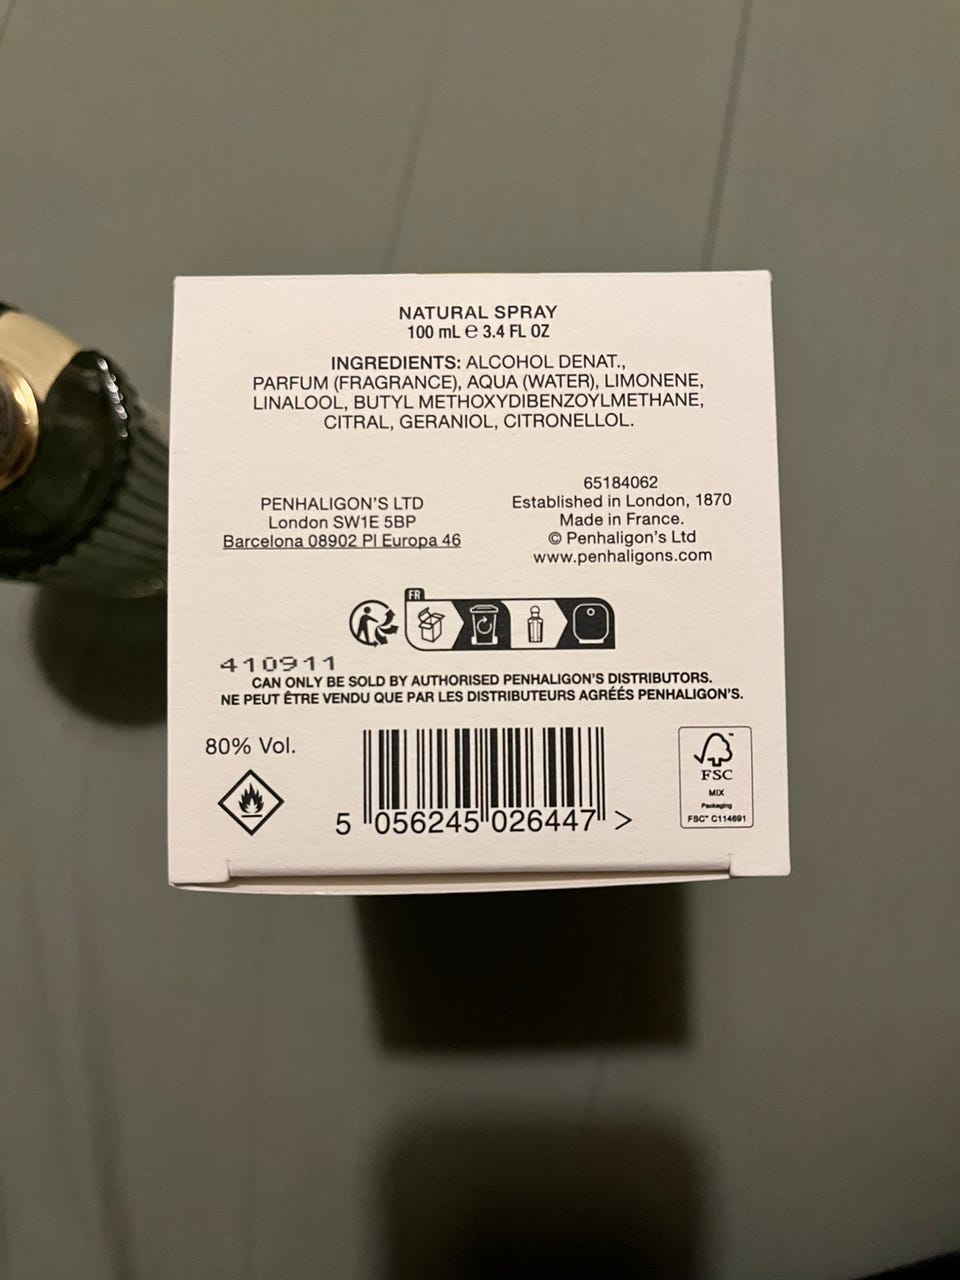 NATURAL SPRAY
100 mL ℮ 3.4 FL OZ
INGREDIENTS: ALCOHOL DENAT.,
PARFUM (FRAGRANCE), AQUA (WATER), LIMONENE,
LINALOOL, BUTYL METHOXYDIBENZOYLMETHANE,
CITRAL, GERANIOL, CITRONELLOL.
PENHALIGON'S LTD
London SW1E 5BP
Barcelona 08902 Pl Europa 46
65184062
Established in London, 1870
Made in France.
© Penhaligon's Ltd
www.penhaligons.com
FR
410911
CAN ONLY BE SOLD BY AUTHORISED PENHALIGON'S DISTRIBUTORS.
NE PEUT ÊTRE VENDU QUE PAR LES DISTRIBUTEURS AGRÉÉS PENHALIGON'S.
80% Vol.
5 056245 026447 >
FSC™
MIX
Packaging
FSC™ C114691